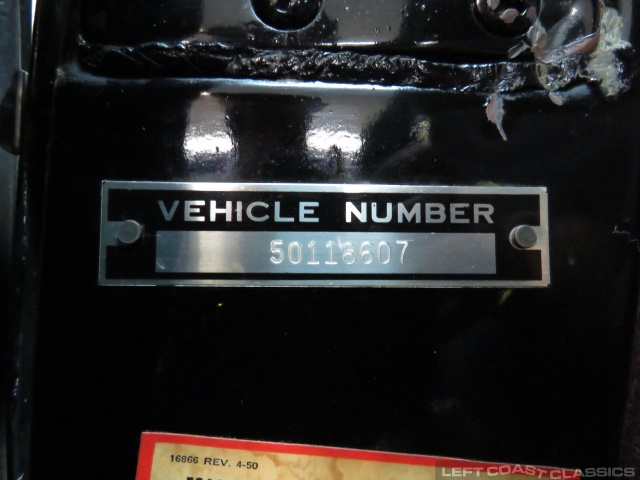 VEHICLE NUMBER
50118607
16866 REV. 4-50
LEFT COAST CLASSICS